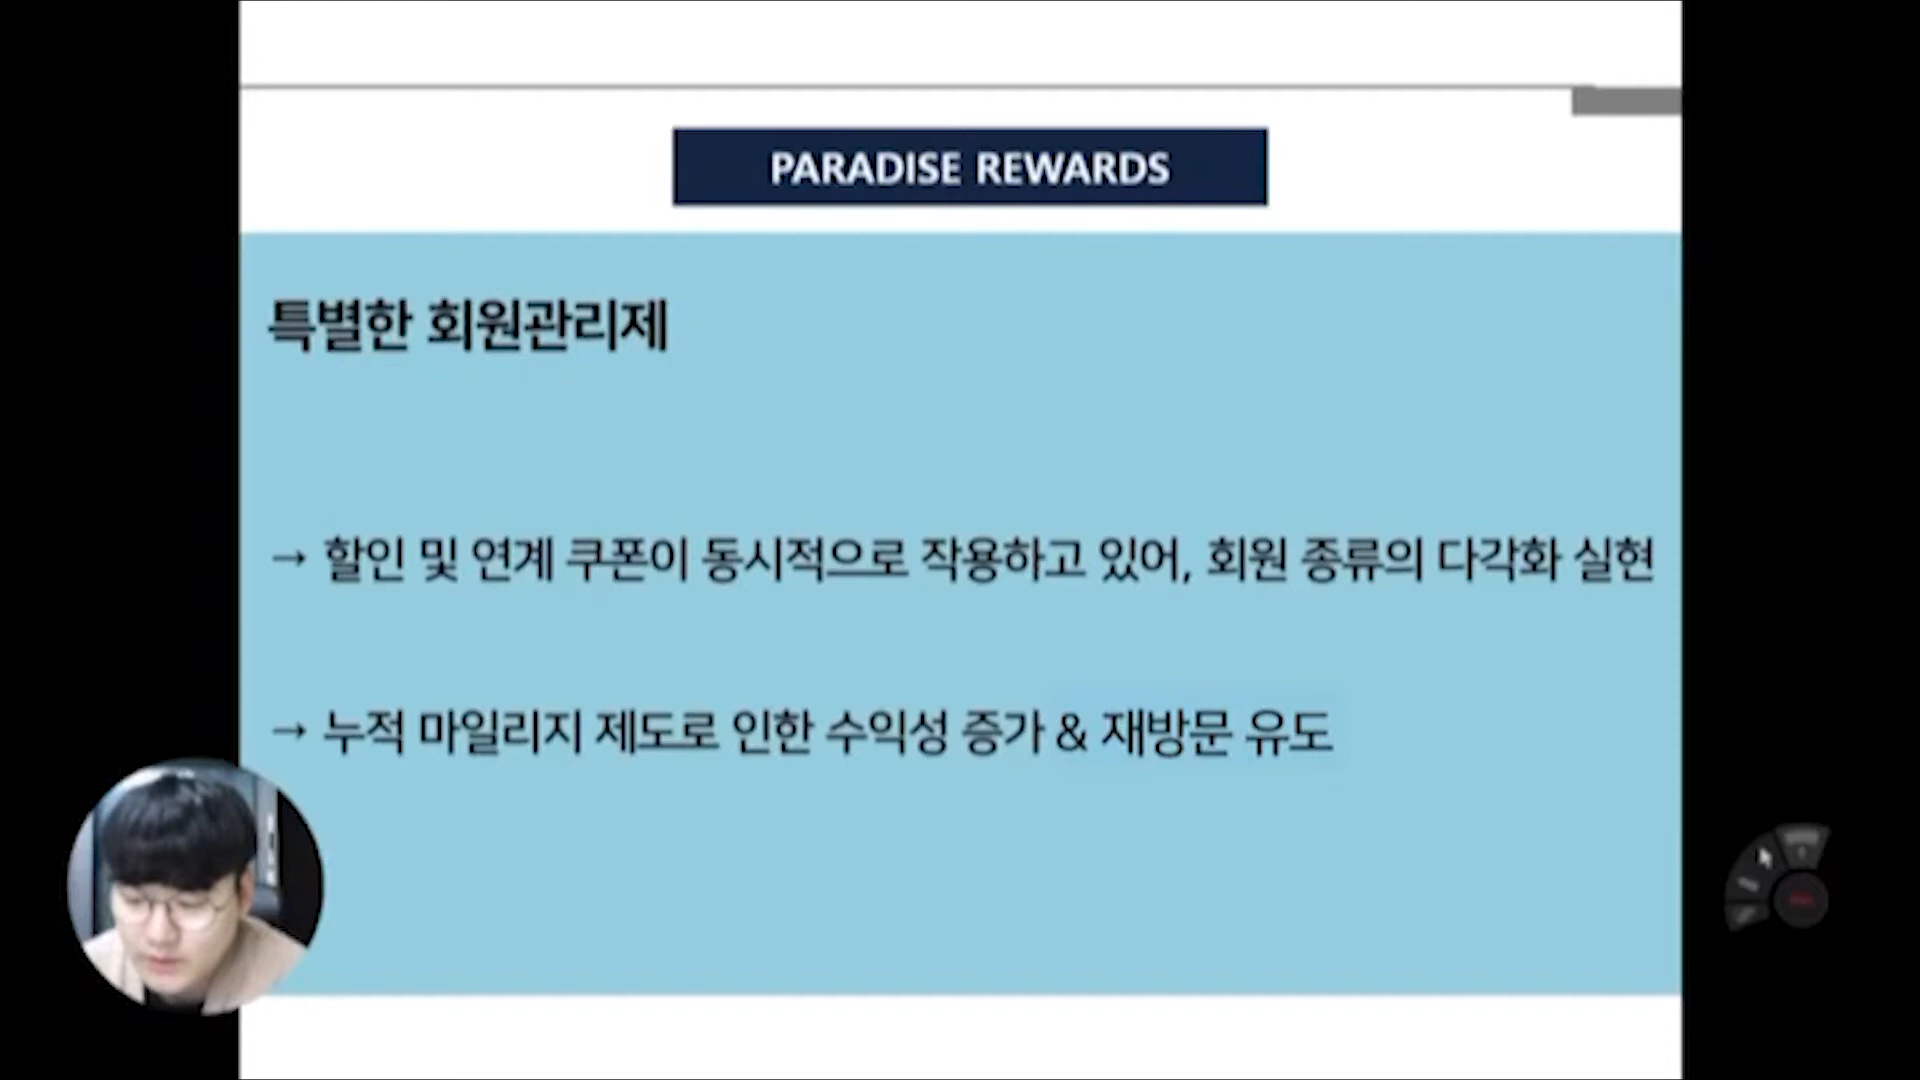 PARADISE REWARDS
특별한 회원관리제
→ 할인 및 연계 쿠폰이 동시적으로 작용하고 있어, 회원 종류의 다각화 실현
→ 누적 마일리지 제도로 인한 수익성 증가 & 재방문 유도